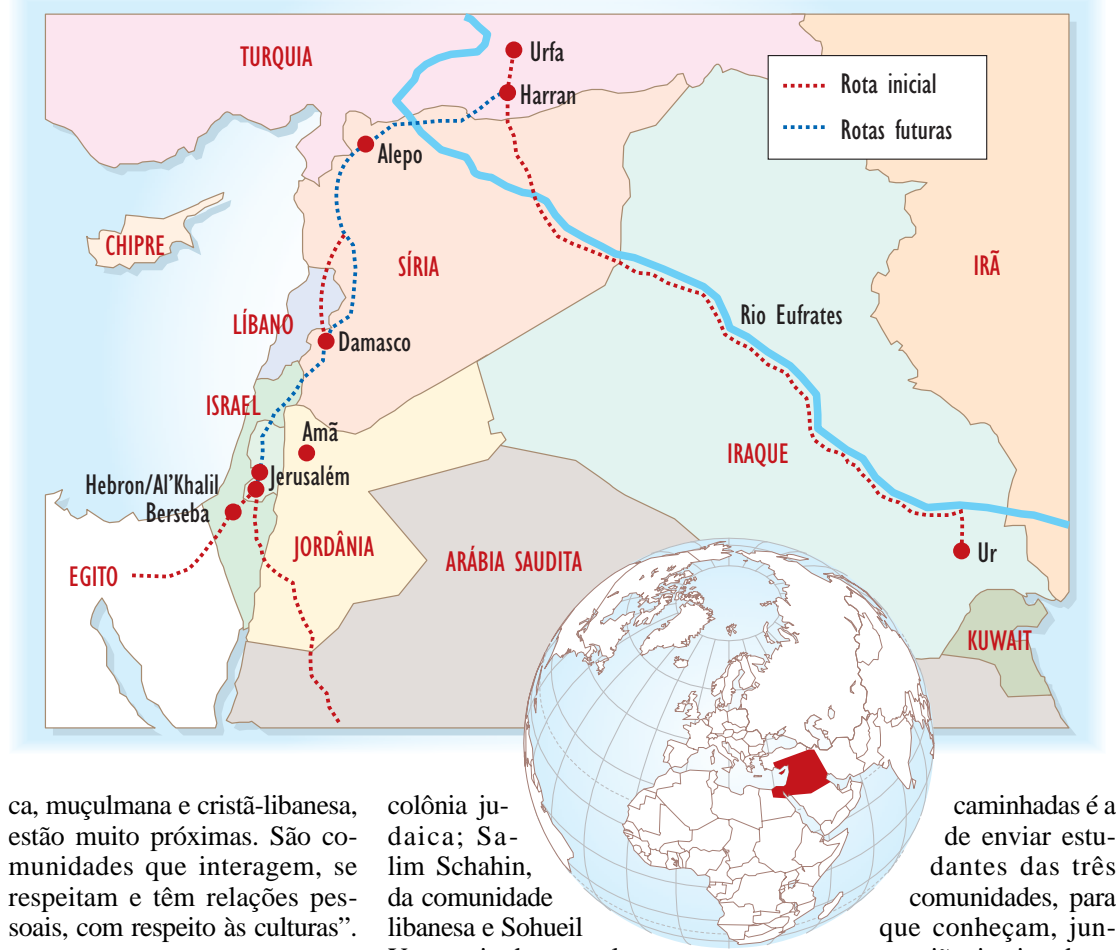 TURQUIA
Urfa
Harran
Rota inicial
Rotas futuras
Alepo
CHIPRE
SÍRIA
IRÃ
LÍBANO
Rio Eufrates
Damasco
ISRAEL
Amã
IRAQUE
Jerusalém
Hebron/Al'Khalil
Berseba
JORDÂNIA
ARÁBIA SAUDITA
Ur
EGITO
KUWAIT
ca, muçulmana e cristã-libanesa,
estão muito próximas. São co-
munidades que interagem, se
respeitam e têm relações pes-
soais, com respeito às culturas”.
colônia ju-
daica; Sa-
lim Schahin,
da comunidade
libanesa e Sohueil
caminhadas é a
de enviar estu-
dantes das três
comunidades, para
que conheçam, jun-